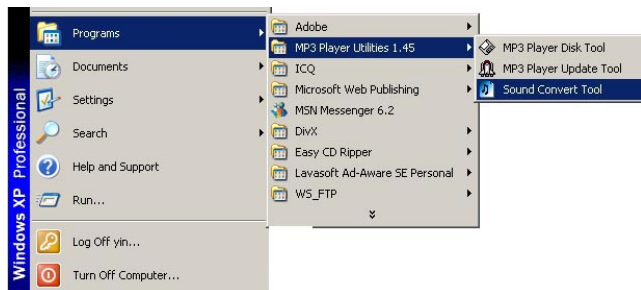 Windows XP Professional
Programs
Documents
Settings
Search
Help and Support
Run...
Log Off yin...
Turn Off Computer...
Adobe
MP3 Player Utilities 1.45
ICQ
Microsoft Web Publishing
MSN Messenger 6.2
DivX
Easy CD Ripper
Lavasoft Ad-Aware SE Personal
WS_FTP
MP3 Player Disk Tool
MP3 Player Update Tool
Sound Convert Tool